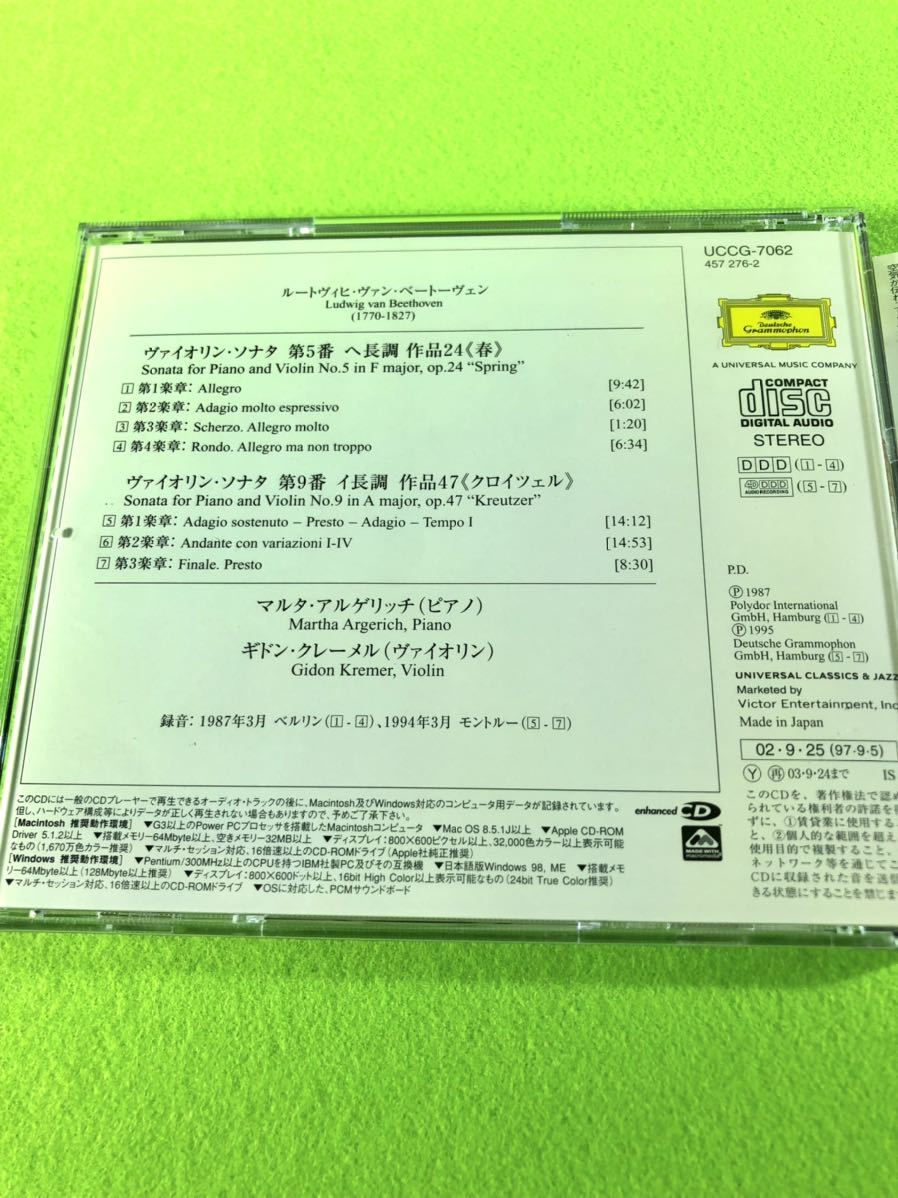 ルートヴィヒ・ヴァン・ベートーヴェン
Ludwig van Beethoven
(1770-1827)
ヴァイオリン・ソナタ 第5番 ヘ長調 作品24《春》
Sonata for Piano and Violin No.5 in F major, op.24 “Spring”
1 第1楽章: Allegro [9:42]
2 第2楽章: Adagio molto espressivo [6:02]
3 第3楽章: Scherzo. Allegro molto [1:20]
4 第4楽章: Rondo. Allegro ma non troppo [6:34]
ヴァイオリン・ソナタ 第9番 イ長調 作品47《クロイツェル》
Sonata for Piano and Violin No.9 in A major, op.47 “Kreutzer”
5 第1楽章: Adagio sostenuto – Presto – Adagio – Tempo I [14:12]
6 第2楽章: Andante con variazioni I-IV [14:53]
7 第3楽章: Finale. Presto [8:30]
マルタ・アルゲリッチ(ピアノ)
Martha Argerich, Piano
ギドン・クレーメル(ヴァイオリン)
Gidon Kremer, Violin
録音: 1987年3月 ベルリン(1-4)、1994年3月 モントルー(5-7)
このCDには一般のCDプレーヤーで再生できるオーディオ・トラックの後に、Macintosh及びWindows対応のコンピュータ用データが記録されています。
但し、ハードウェア構成等によりデータが正しく再生されない場合もありますので、予めご了承下さい。
[Macintosh 推奨動作環境] ▼G3以上のPower PCプロセッサを搭載したMacintoshコンピュータ ▼Mac OS 8.5.1J以上 ▼Apple CD-ROM
Driver 5.1.2以上 ▼搭載メモリー64Mbyte以上、空きメモリー32MB以上 ▼ディスプレイ:800×600ピクセル以上、32,000色カラー以上表示可能
なもの(1,670万色カラー推奨) ▼マルチ・セッション対応、16倍速以上のCD-ROMドライブ(Apple社純正推奨)
[Windows 推奨動作環境] ▼Pentium/300MHz以上のCPUを持つIBM社製PC及びその互換機 ▼日本語版Windows 98, ME ▼搭載メモ
リー64Mbyte以上(128Mbyte以上推奨) ▼ディスプレイ:800×600ドット以上、16bit High Color以上表示可能なもの(24bit True Color推奨)
▼マルチ・セッション対応、16倍速以上のCD-ROMドライブ ▼OSに対応した、PCMサウンドボード
enhanced CD
MADE WITH
macromedia
UCCG-7062
457 276-2
Deutsche
Grammophon
A UNIVERSAL MUSIC COMPANY
COMPACT
disc
DIGITAL AUDIO
STEREO
DDD (1-4)
4D DDD (5-7)
AUDIO RECORDING
P.D.
Ⓟ 1987
Polydor International
GmbH, Hamburg (1-4)
Ⓟ 1995
Deutsche Grammophon
GmbH, Hamburg (5-7)
UNIVERSAL CLASSICS & JAZZ
Marketed by
Victor Entertainment, Inc
Made in Japan
02・9・25 (97・9・5)
Ⓨ 再 03・9・24まで IS
このCDを、著作権法で認め
られている権利者の許諾を得
ずに、①賃貸業に使用する
と、②個人的な範囲を超え
使用目的で複製すること、
ネットワーク等を通じてこ
CDに収録された音を送信
きる状態にすることを禁じま